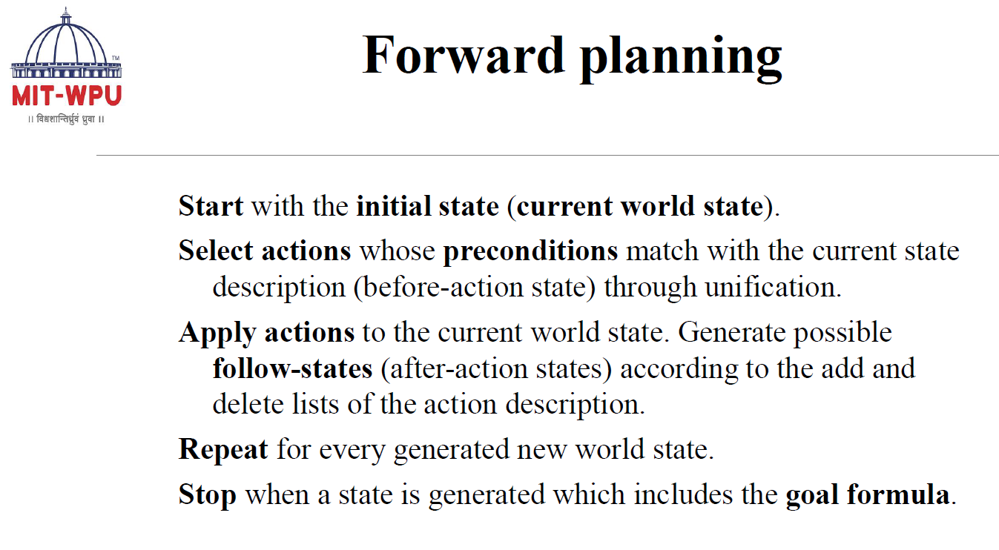 Forward planning
TM
MIT-WPU
।। विश्वशान्तिर्ध्रुवं ध्रुवा ।।
Start with the initial state (current world state).
Select actions whose preconditions match with the current state
description (before-action state) through unification.
Apply actions to the current world state. Generate possible
follow-states (after-action states) according to the add and
delete lists of the action description.
Repeat for every generated new world state.
Stop when a state is generated which includes the goal formula.